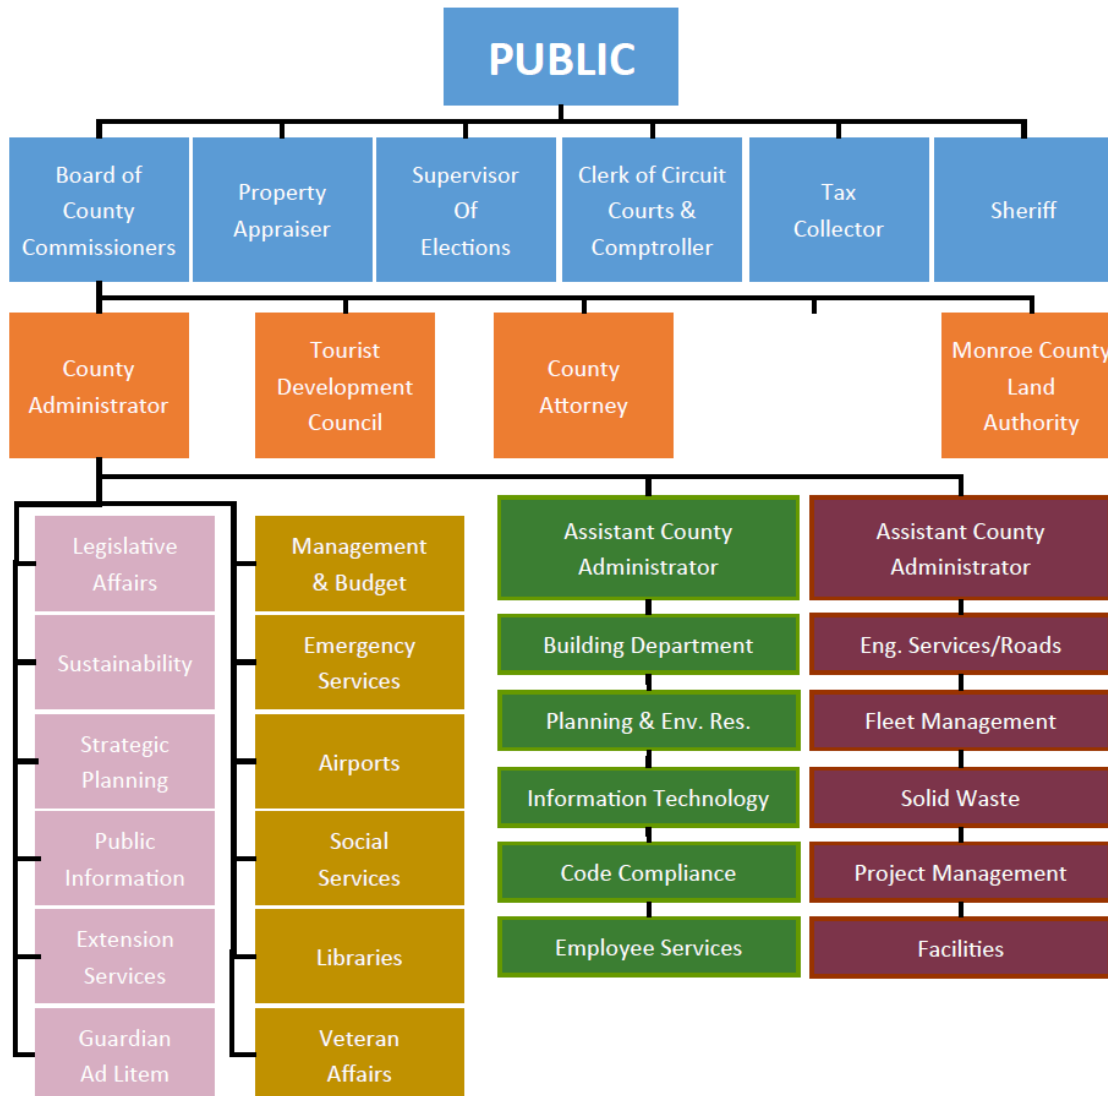 PUBLIC
Board of
County
Commissioners
Property
Appraiser
Supervisor
Of
Elections
Clerk of Circuit
Courts &
Comptroller
Tax
Collector
Sheriff
County
Administrator
Tourist
Development
Council
County
Attorney
Monroe County
Land
Authority
Legislative
Affairs
Sustainability
Strategic
Planning
Public
Information
Extension
Services
Guardian
Ad Litem
Management
& Budget
Emergency
Services
Airports
Social
Services
Libraries
Veteran
Affairs
Assistant County
Administrator
Building Department
Planning & Env. Res.
Information Technology
Code Compliance
Employee Services
Assistant County
Administrator
Eng. Services/Roads
Fleet Management
Solid Waste
Project Management
Facilities